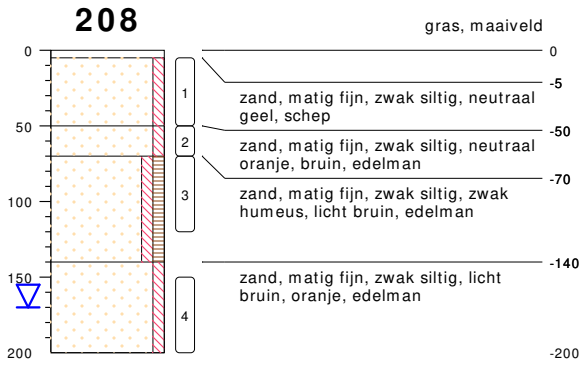 208
gras, maaiveld
0
0
-5
1
zand, matig fijn, zwak siltig, neutraal
geel, schep
50
-50
2
zand, matig fijn, zwak siltig, neutraal
oranje, bruin, edelman
-70
3
zand, matig fijn, zwak siltig, zwak
humeus, licht bruin, edelman
100
-140
150
zand, matig fijn, zwak siltig, licht
bruin, oranje, edelman
4
200
-200